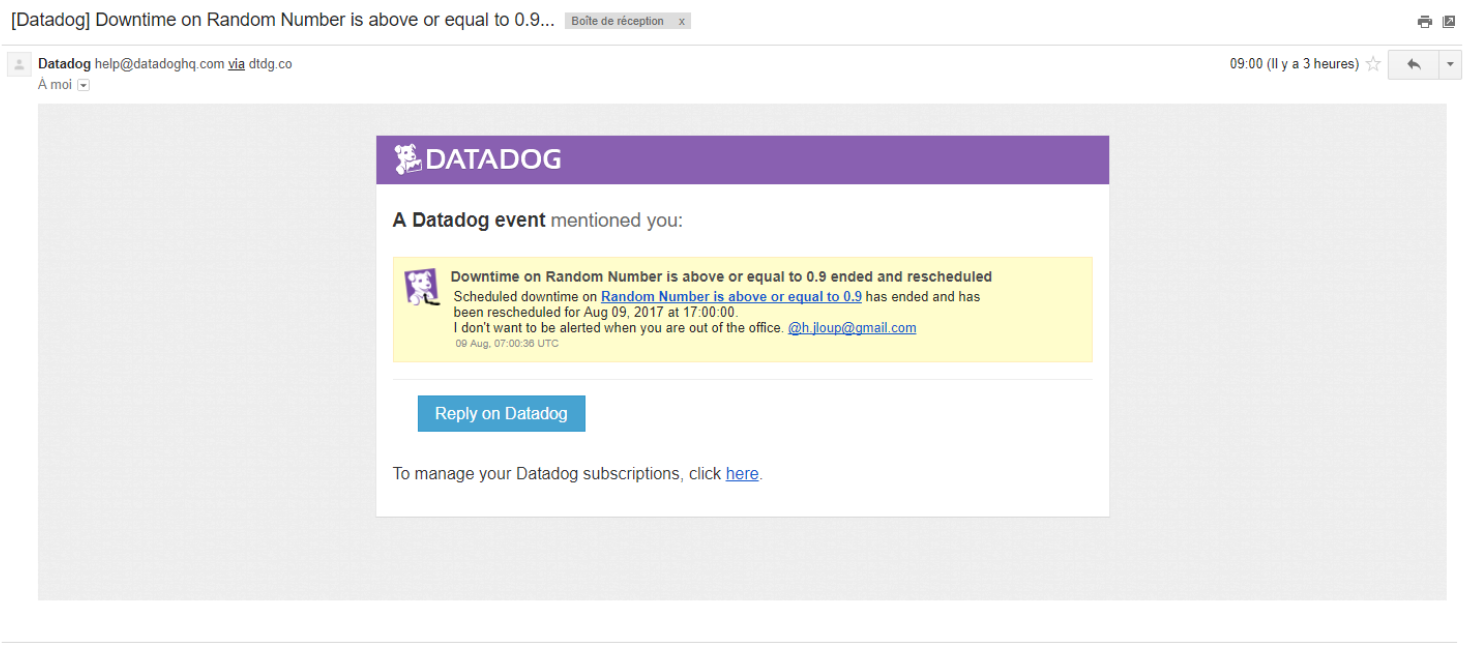 [Datadog] Downtime on Random Number is above or equal to 0.9... Boîte de réception x
Datadog help@datadoghq.com via dtdg.co 09:00 (Il y a 3 heures)
À moi
DATADOG
A Datadog event mentioned you:
Downtime on Random Number is above or equal to 0.9 ended and rescheduled
Scheduled downtime on Random Number is above or equal to 0.9 has ended and has
been rescheduled for Aug 09, 2017 at 17:00:00.
I don't want to be alerted when you are out of the office. @h.jloup@gmail.com
09 Aug, 07:00:36 UTC
Reply on Datadog
To manage your Datadog subscriptions, click here.